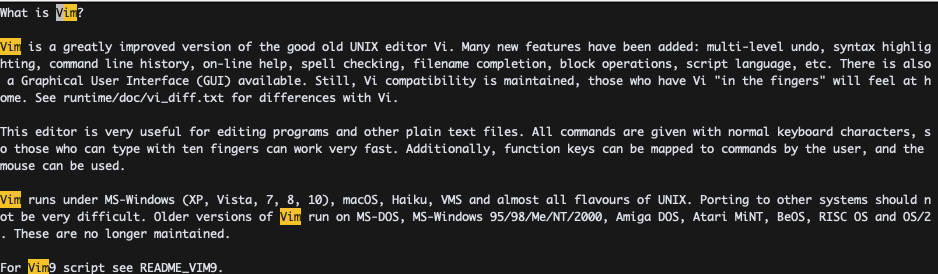 What is Vim?
Vim is a greatly improved version of the good old UNIX editor Vi. Many new features have been added: multi-level undo, syntax highlig
hting, command line history, on-line help, spell checking, filename completion, block operations, script language, etc. There is also
 a Graphical User Interface (GUI) available. Still, Vi compatibility is maintained, those who have Vi "in the fingers" will feel at h
ome. See runtime/doc/vi_diff.txt for differences with Vi.
This editor is very useful for editing programs and other plain text files. All commands are given with normal keyboard characters, s
o those who can type with ten fingers can work very fast. Additionally, function keys can be mapped to commands by the user, and the
mouse can be used.
Vim runs under MS-Windows (XP, Vista, 7, 8, 10), macOS, Haiku, VMS and almost all flavours of UNIX. Porting to other systems should n
ot be very difficult. Older versions of Vim run on MS-DOS, MS-Windows 95/98/Me/NT/2000, Amiga DOS, Atari MiNT, BeOS, RISC OS and OS/2
. These are no longer maintained.
For Vim9 script see README_VIM9.